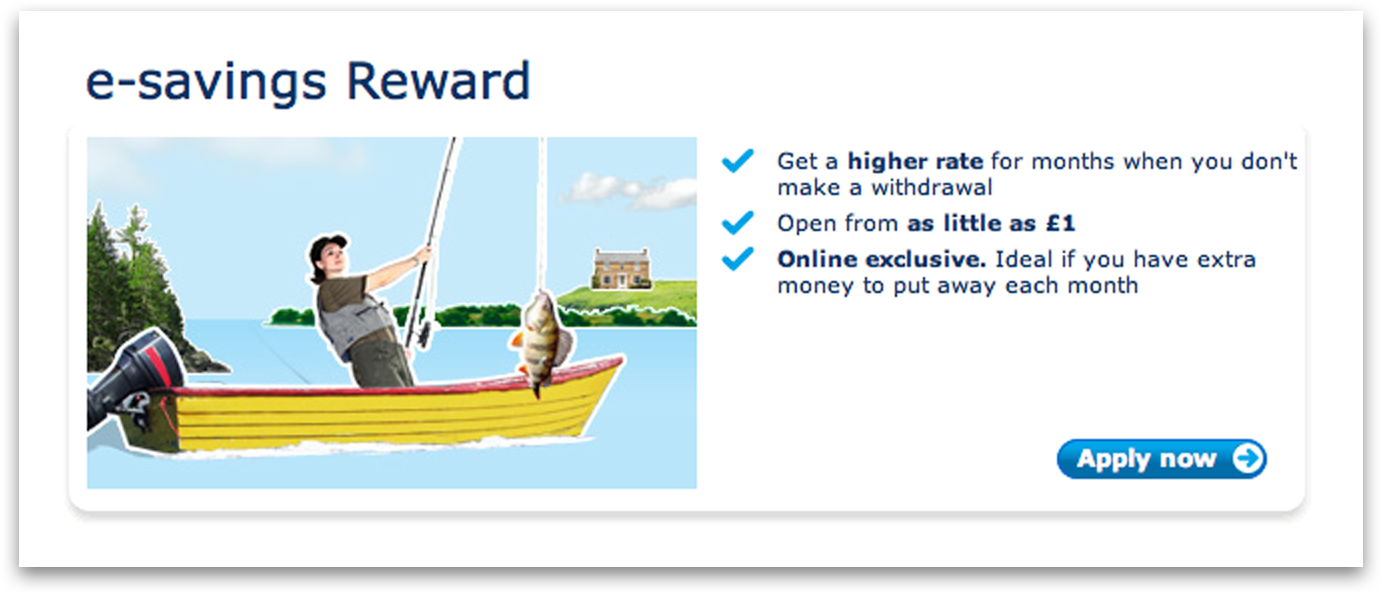 e-savings Reward
Get a higher rate for months when you don't
make a withdrawal
Open from as little as £1
Online exclusive. Ideal if you have extra
money to put away each month
Apply now